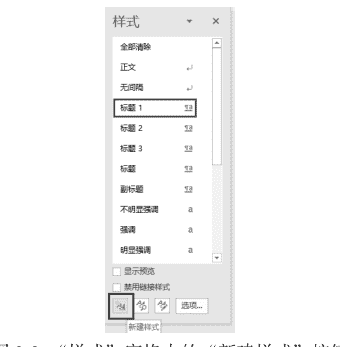 样式
全部清除
正文
无间隔
标题 1
标题 2
标题 3
标题
副标题
不明显强调 a
强调 a
明显强调 a
显示预览
禁用链接样式
选项...
新建样式
“样式”窗格中的“新建样式”按钮